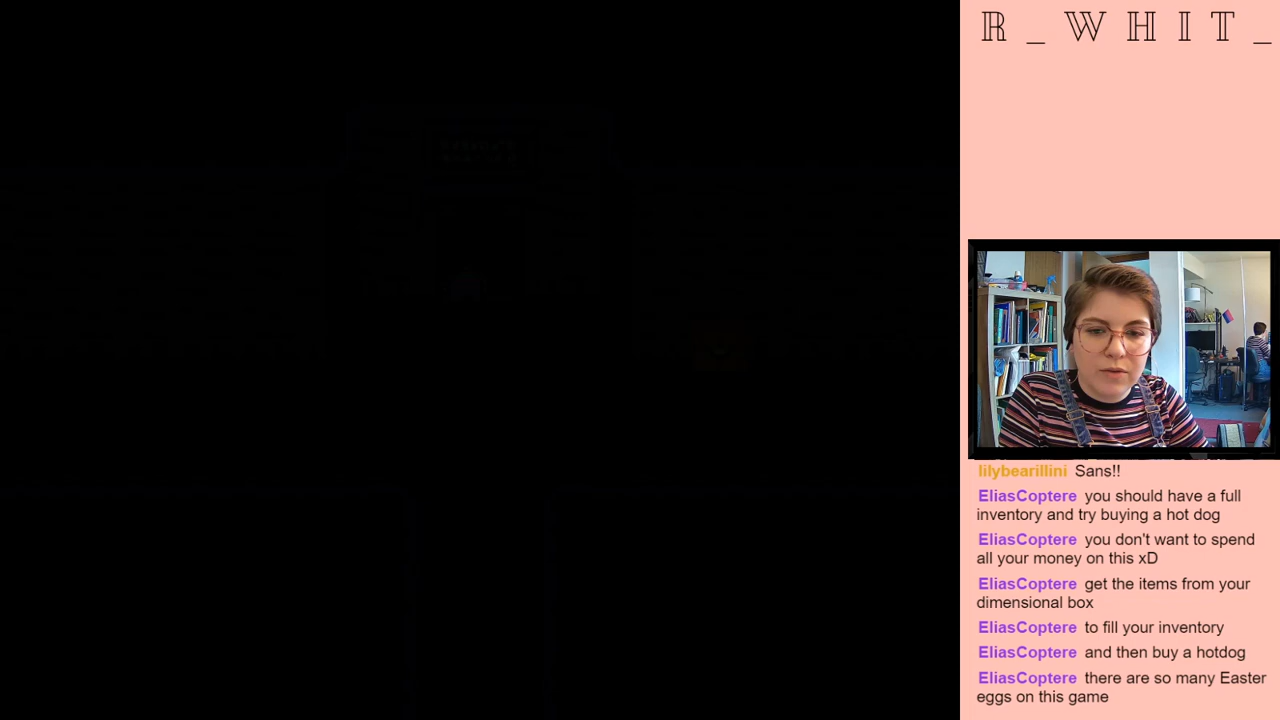 R _ W H I T _
lilybearillini Sans!!
EliasCoptere you should have a full
inventory and try buying a hot dog
EliasCoptere you don't want to spend
all your money on this xD
EliasCoptere get the items from your
dimensional box
EliasCoptere to fill your inventory
EliasCoptere and then buy a hotdog
EliasCoptere there are so many Easter
eggs on this game